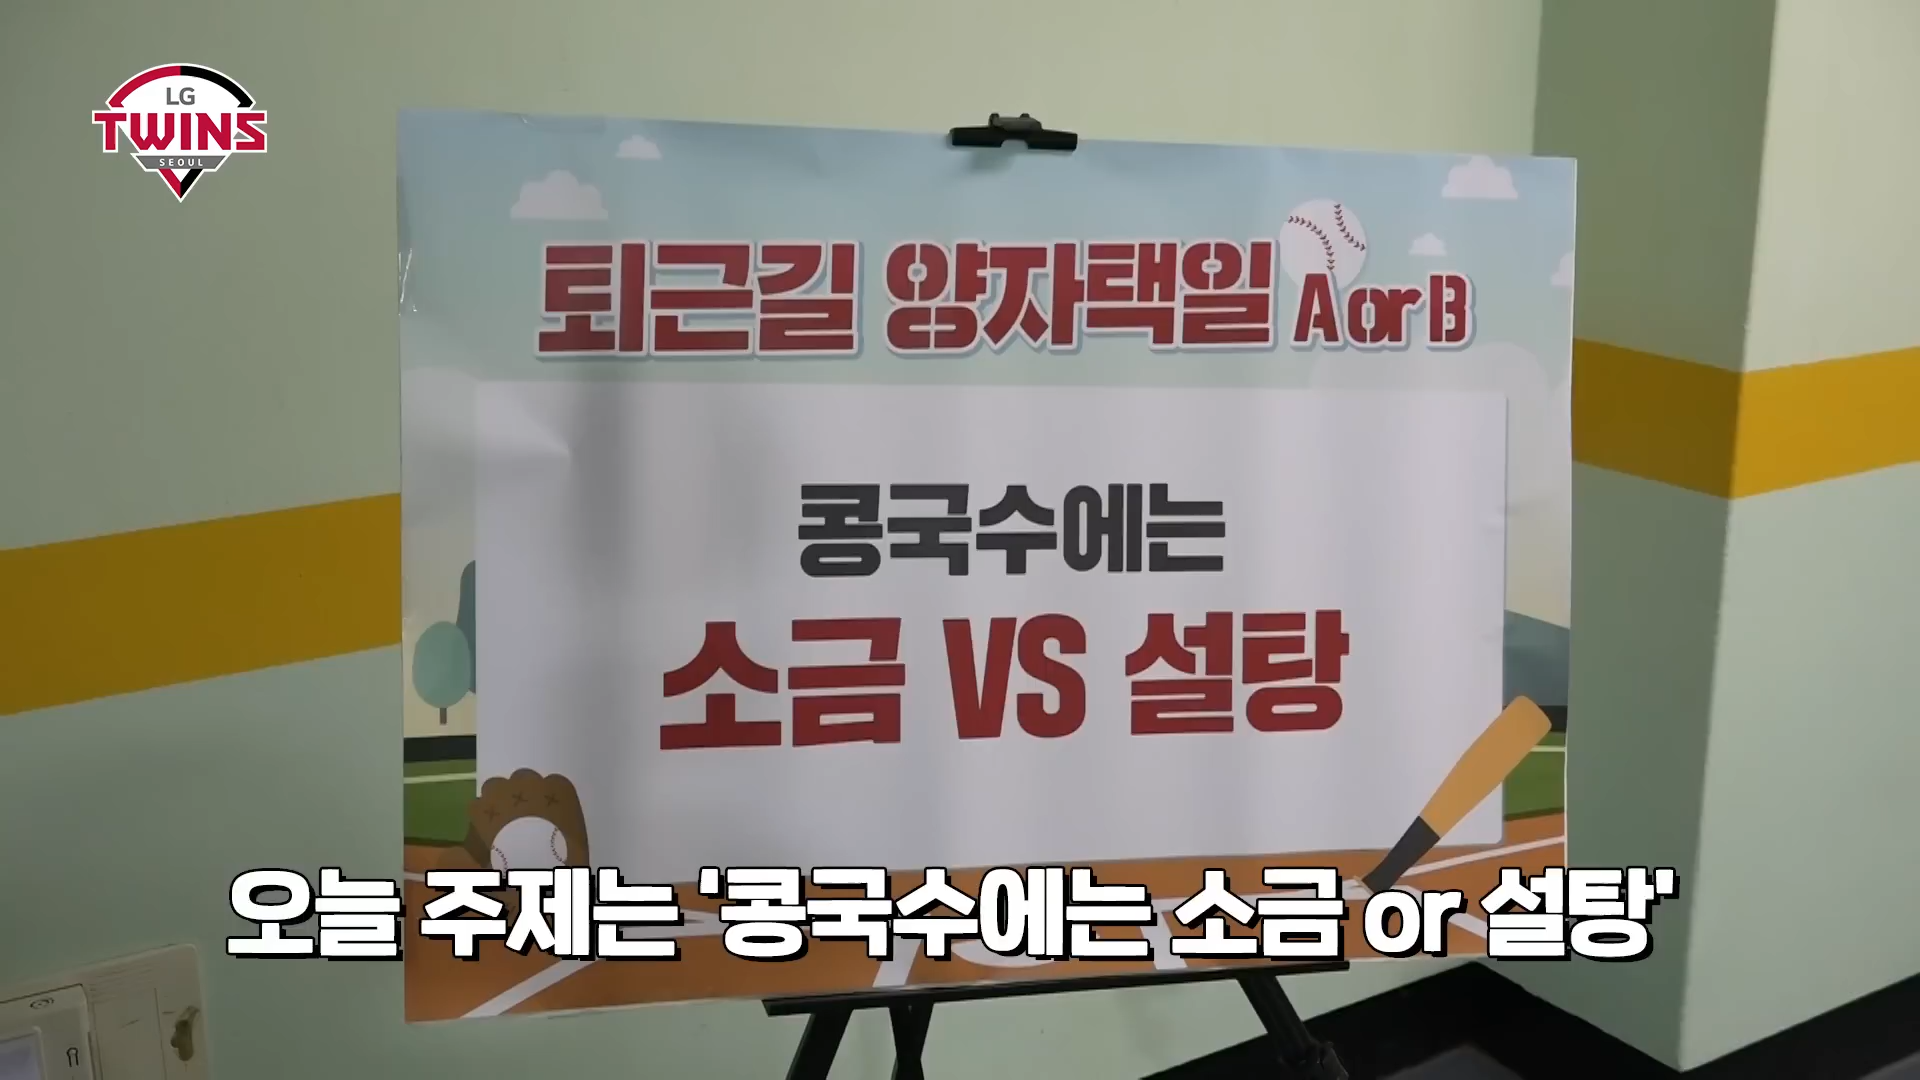 LG
TWINS
SEOUL
퇴근길 양자택일 A or B
콩국수에는
소금 VS 설탕
오늘 주제는 '콩국수에는 소금 or 설탕'